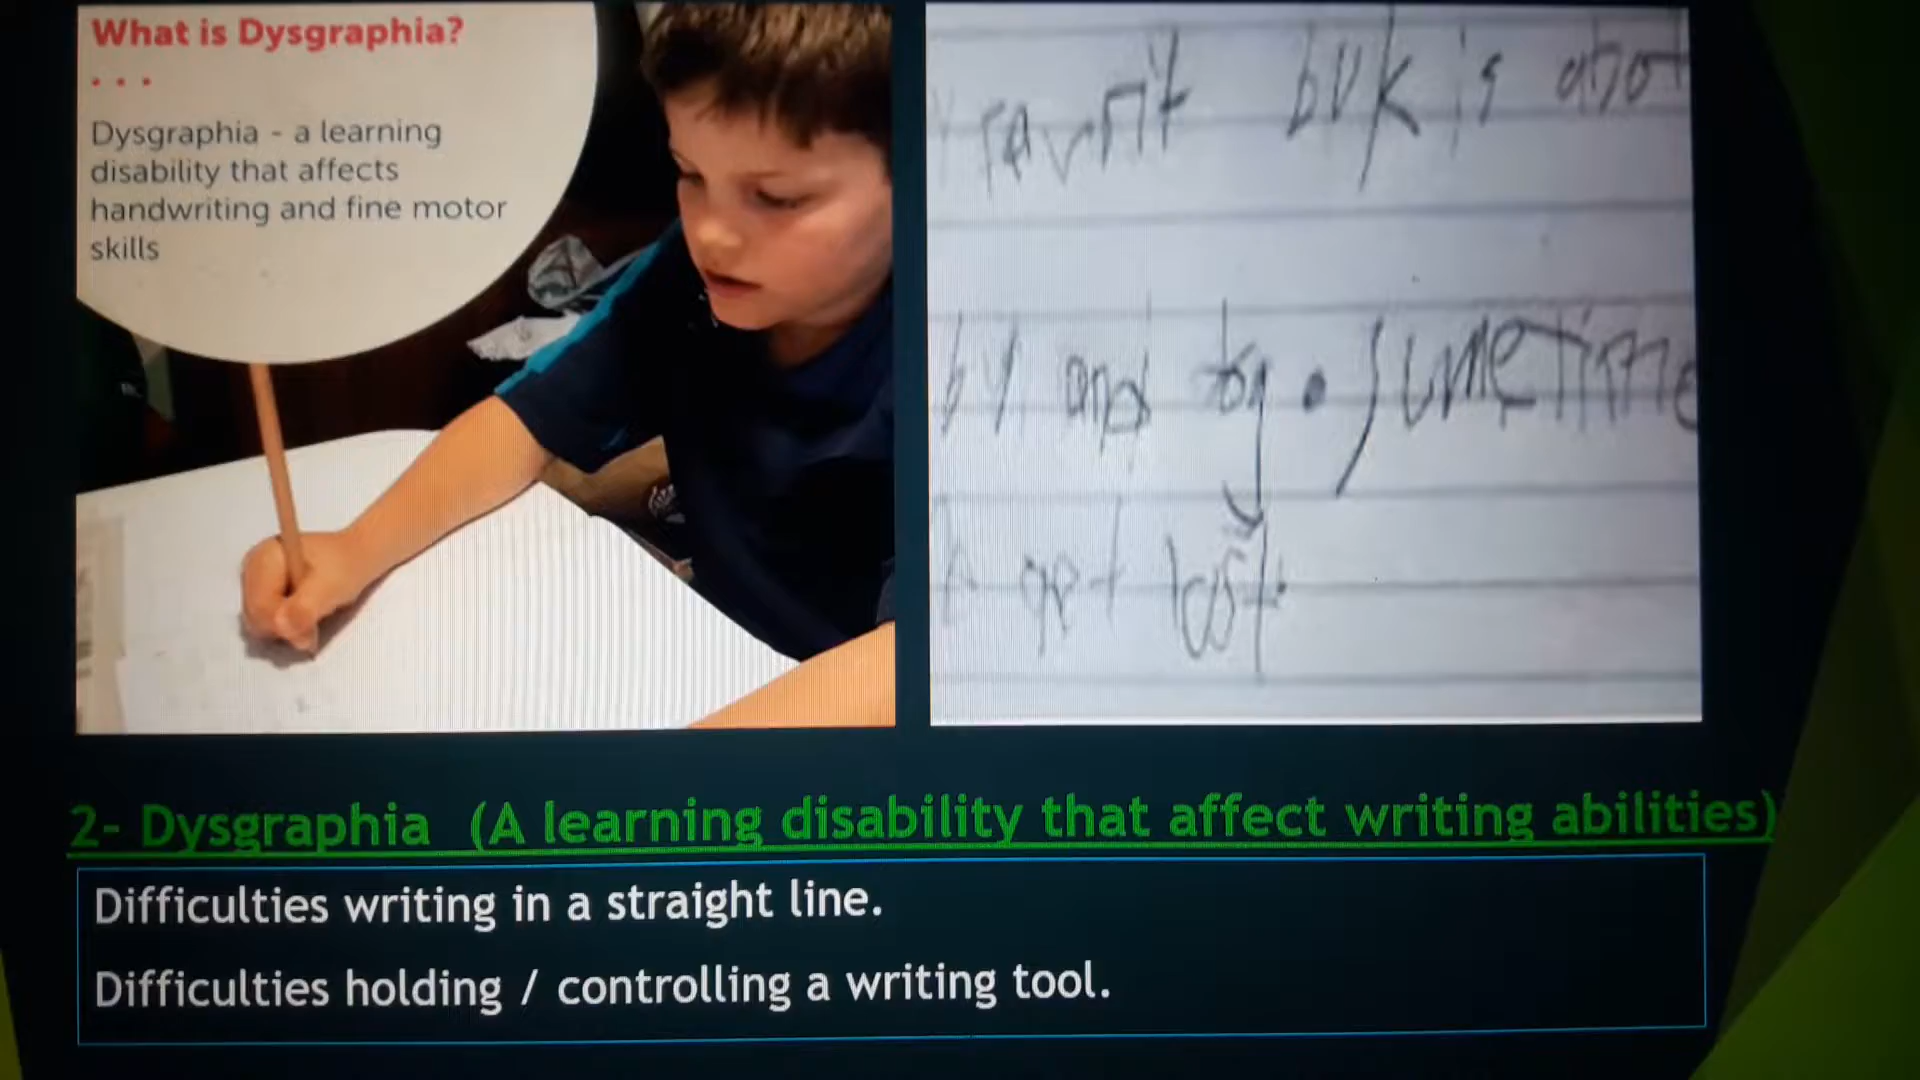 What is Dysgraphia?
...
Dysgraphia - a learning
disability that affects
handwriting and fine motor
skills
favrit buk is abot
by and dog. sumetime
get lost.
2- Dysgraphia (A learning disability that affect writing abilities)
Difficulties writing in a straight line.
Difficulties holding / controlling a writing tool.